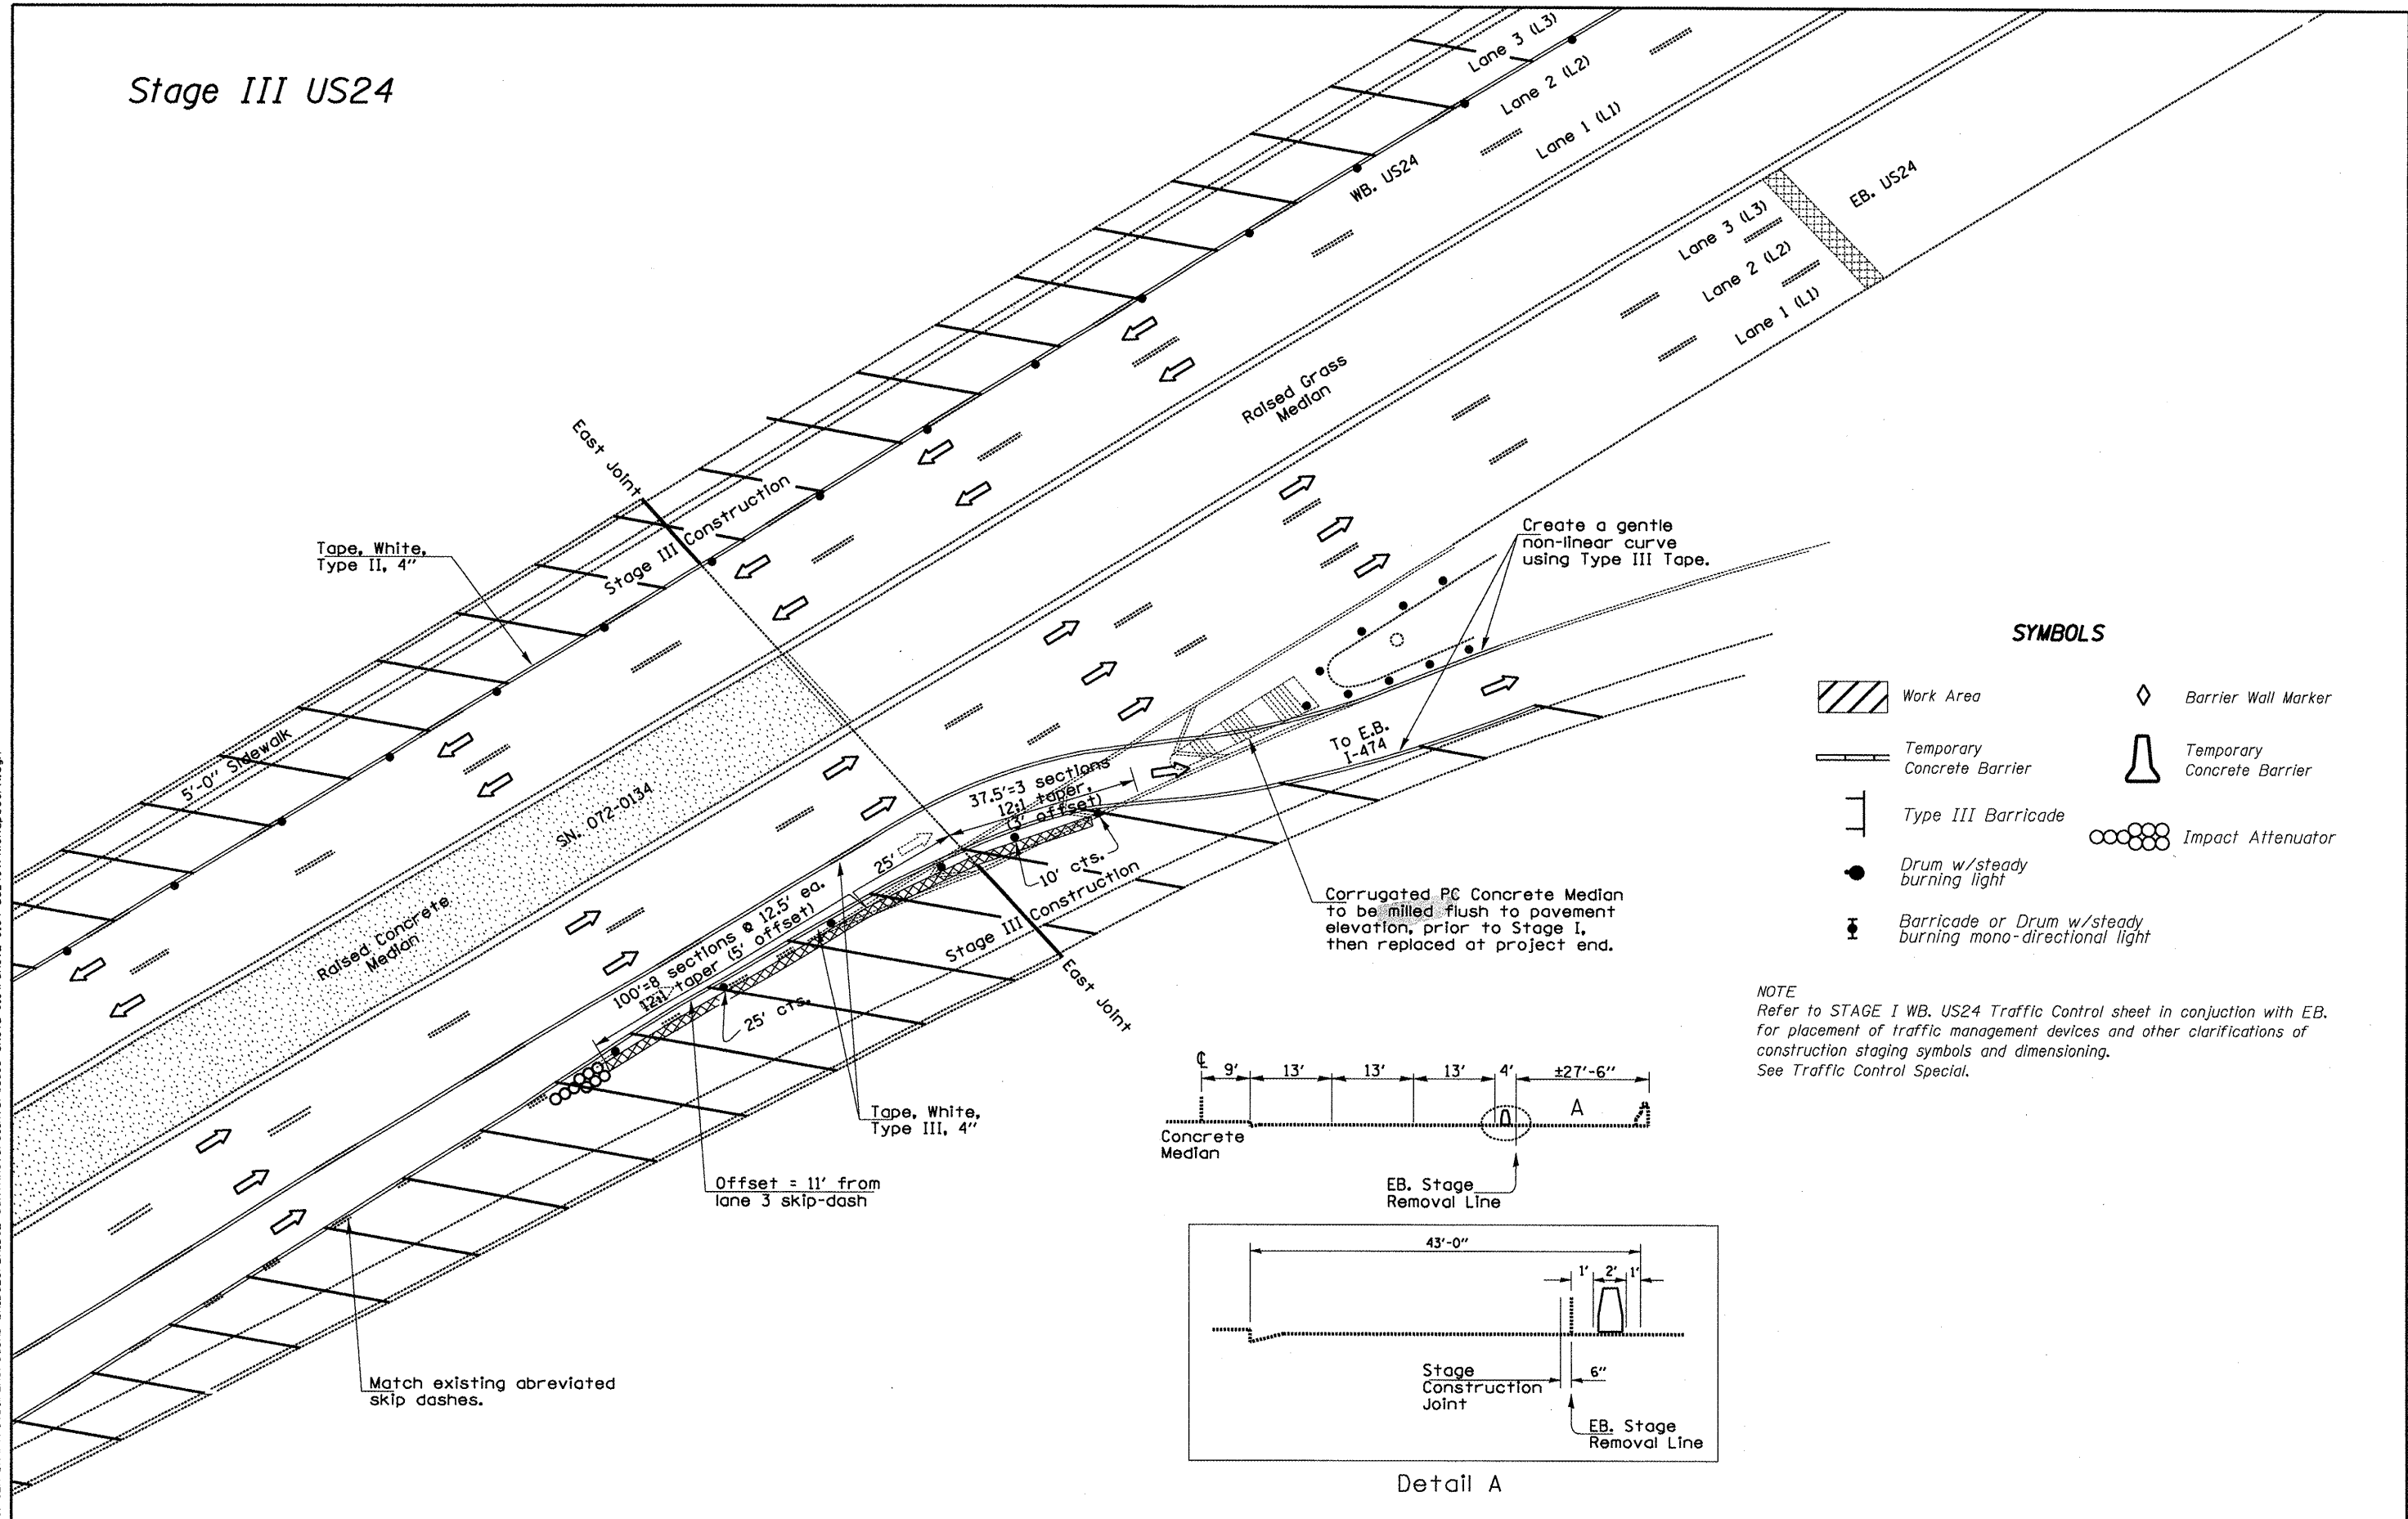 Stage III US24
Lane 3 (L3)
Lane 2 (L2)
Lane 1 (L1)
WB. US24
EB. US24
Lane 3 (L3)
Lane 2 (L2)
Lane 1 (L1)
Raised Grass
Median
East Joint
Stage III Construction
Tape, White,
Type II, 4"
Create a gentle
non-linear curve
using Type III Tape.
5'-0" Sidewalk
SN. 072-0134
Raised Concrete
Median
To E.B.
I-474
37.5'=3 sections
12:1 taper,
(3' offset)
25'
10' cts.
100'=8 sections @ 12.5' ea.
12:1 taper (5' offset)
25' cts.
Stage III Construction
East Joint
Corrugated PC Concrete Median
to be milled flush to pavement
elevation, prior to Stage I,
then replaced at project end.
Tape, White,
Type III, 4"
Offset = 11' from
lane 3 skip-dash
Match existing abreviated
skip dashes.
SYMBOLS
Work Area
Barrier Wall Marker
Temporary
Concrete Barrier
Temporary
Concrete Barrier
Type III Barricade
Impact Attenuator
Drum w/steady
burning light
Barricade or Drum w/steady
burning mono-directional light
NOTE
Refer to STAGE I WB. US24 Traffic Control sheet in conjuction with EB.
for placement of traffic management devices and other clarifications of
construction staging symbols and dimensioning.
See Traffic Control Special.
℄
9' 13' 13' 13' 4' ±27'-6"
A
Concrete
Median
EB. Stage
Removal Line
43'-0"
1' 2' 1'
Stage
Construction
Joint
6"
EB. Stage
Removal Line
Detail A